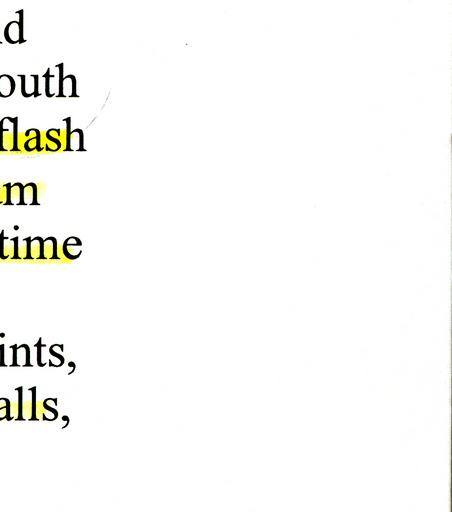 d
outh
flash
m
time
ints,
alls,